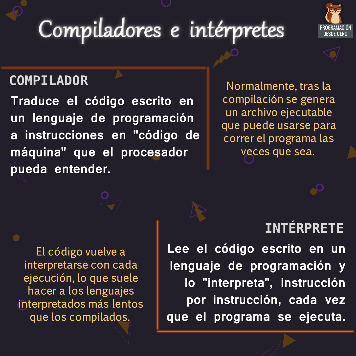 Compiladores e intérpretes
PROGRAMACIÓN
DESDE CERO
COMPILADOR
Traduce el código escrito en
un lenguaje de programación
a instrucciones en "código de
máquina" que el procesador
pueda entender.
Normalmente, tras la
compilación se genera
un archivo ejecutable
que puede usarse para
correr el programa las
veces que sea.
INTÉRPRETE
Lee el código escrito en un
lenguaje de programación y
lo "interpreta", instrucción
por instrucción, cada vez
que el programa se ejecuta.
El código vuelve a
interpretarse con cada
ejecución, lo que suele
hacer a los lenguajes
interpretados más lentos
que los compilados.